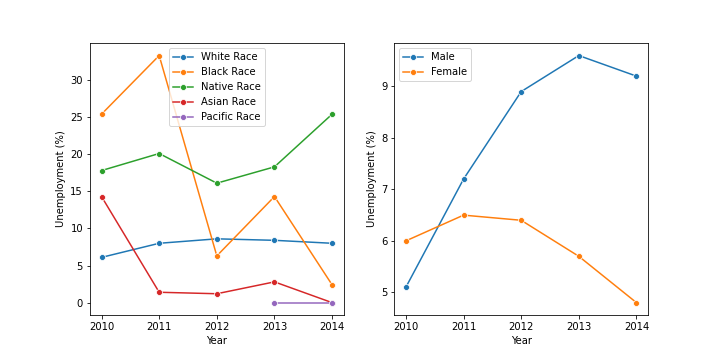 White Race
Black Race
Native Race
Asian Race
Pacific Race
30
25
20
15
10
5
0
Unemployment (%)
2010 2011 2012 2013 2014
Year
Male
Female
9
8
7
6
5
Unemployment (%)
2010 2011 2012 2013 2014
Year